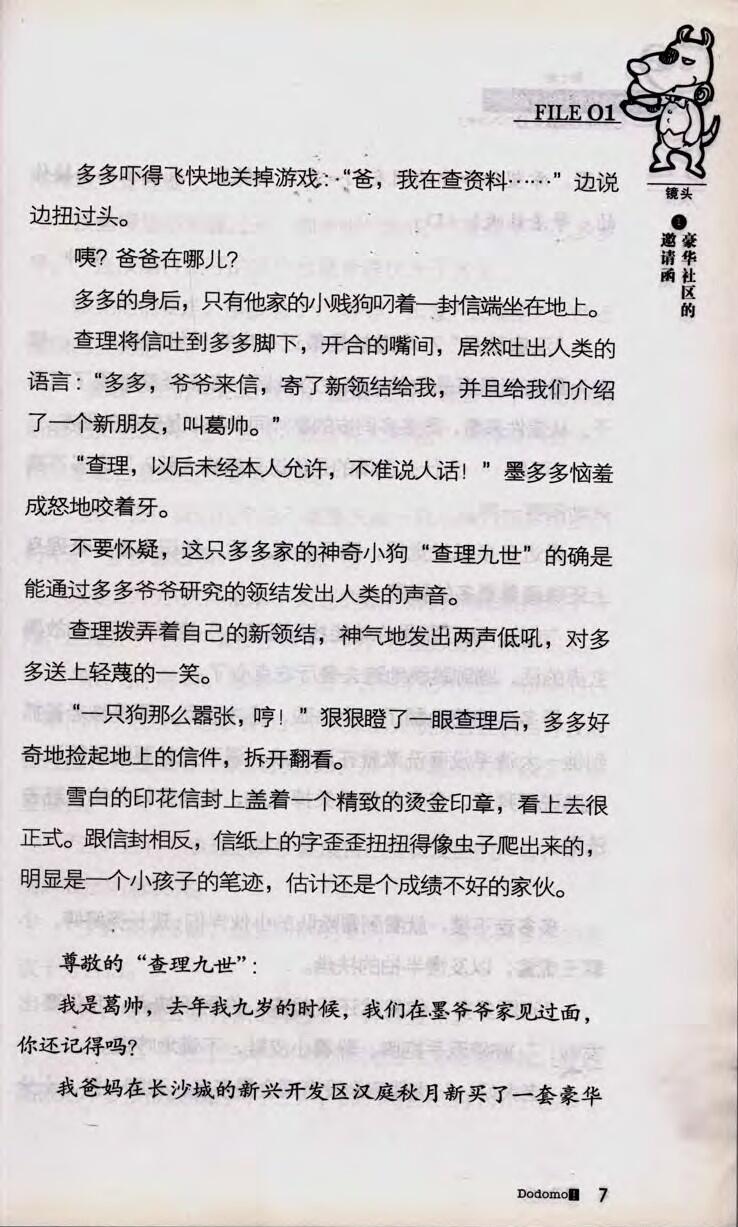 FILE 01
镜头
❶豪华社区的
邀请函
多多吓得飞快地关掉游戏：“爸，我在查资料……”边说
边扭过头。
咦？爸爸在哪儿？
多多的身后，只有他家的小贱狗叼着一封信端坐在地上。
查理将信吐到多多脚下，开合的嘴间，居然吐出人类的
语言：“多多，爷爷来信，寄了新领结给我，并且给我们介绍
了一个新朋友，叫葛帅。”
“查理，以后未经本人允许，不准说人话！”墨多多恼羞
成怒地咬着牙。
不要怀疑，这只多多家的神奇小狗“查理九世”的确是
能通过多多爷爷研究的领结发出人类的声音。
查理拨弄着自己的新领结，神气地发出两声低吼，对多
多送上轻蔑的一笑。
“一只狗那么嚣张，哼！”狠狠瞪了一眼查理后，多多好
奇地捡起地上的信件，拆开翻看。
雪白的印花信封上盖着一个精致的烫金印章，看上去很
正式。跟信封相反，信纸上的字歪歪扭扭得像虫子爬出来的，
明显是一个小孩子的笔迹，估计还是个成绩不好的家伙。
尊敬的“查理九世”：
我是葛帅，去年我九岁的时候，我们在墨爷爷家见过面，
你还记得吗？
我爸妈在长沙城的新兴开发区汉庭秋月新买了一套豪华
Dodomo! 7